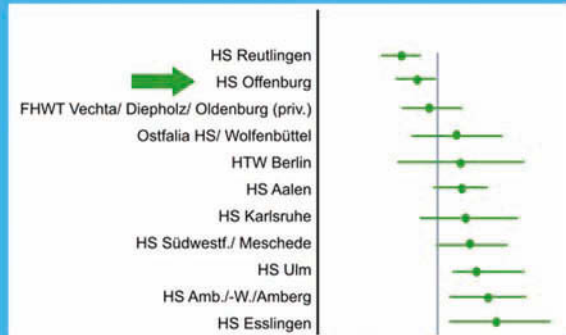 HS Reutlingen
HS Offenburg
FHWT Vechta/ Diepholz/ Oldenburg (priv.)
Ostfalia HS/ Wolfenbüttel
HTW Berlin
HS Aalen
HS Karlsruhe
HS Südwestf./ Meschede
HS Ulm
HS Amb./-W./Amberg
HS Esslingen